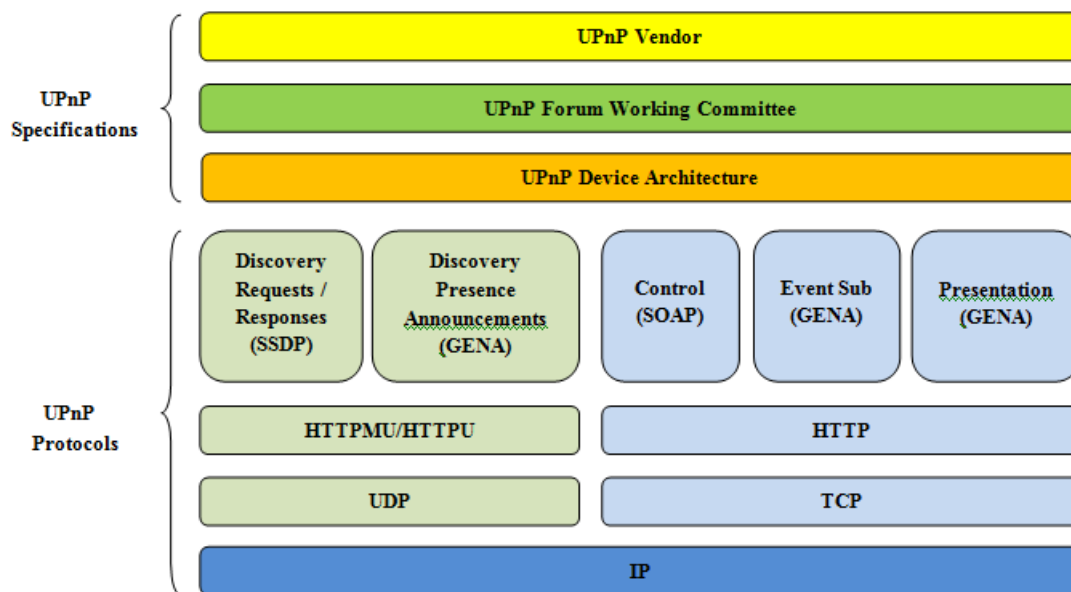 UPnP Vendor
UPnP
Specifications
UPnP Forum Working Committee
UPnP Device Architecture
Discovery
Requests /
Responses
(SSDP)
Discovery
Presence
Announcements
(GENA)
Control
(SOAP)
Event Sub
(GENA)
Presentation
(GENA)
UPnP
Protocols
HTTPMU/HTTPU
HTTP
UDP
TCP
IP